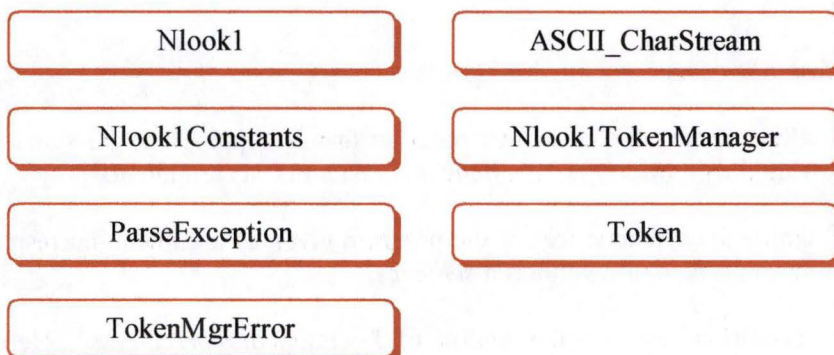 Nlook1
ASCII_CharStream
Nlook1Constants
Nlook1TokenManager
ParseException
Token
TokenMgrError